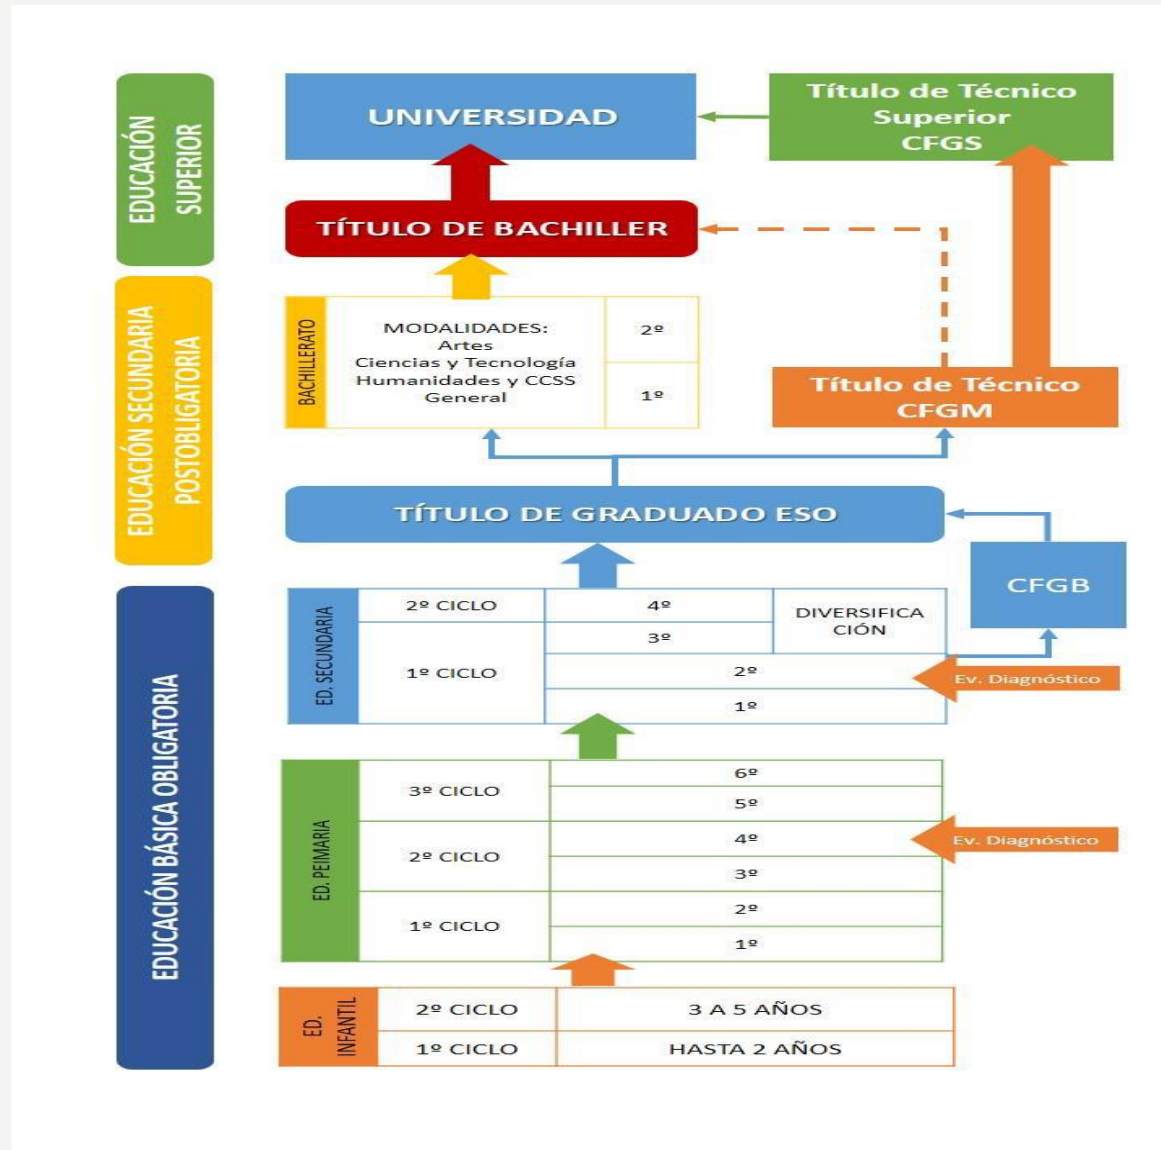 EDUCACIÓN
SUPERIOR
UNIVERSIDAD
Título de Técnico
Superior
CFGS
TÍTULO DE BACHILLER
EDUCACIÓN SECUNDARIA
POSTOBLIGATORIA
BACHILLERATO
MODALIDADES:
Artes
Ciencias y Tecnología
Humanidades y CCSS
General
2º
1º
Título de Técnico
CFGM
TÍTULO DE GRADUADO ESO
CFGB
EDUCACIÓN BÁSICA OBLIGATORIA
ED. SECUNDARIA
2º CICLO
4º
DIVERSIFICA
CIÓN
3º
1º CICLO
2º
Ev. Diagnóstico
1º
ED. PEIMARIA
6º
3º CICLO
5º
4º
Ev. Diagnóstico
2º CICLO
3º
2º
1º CICLO
1º
ED.
INFANTIL
2º CICLO
3 A 5 AÑOS
1º CICLO
HASTA 2 AÑOS